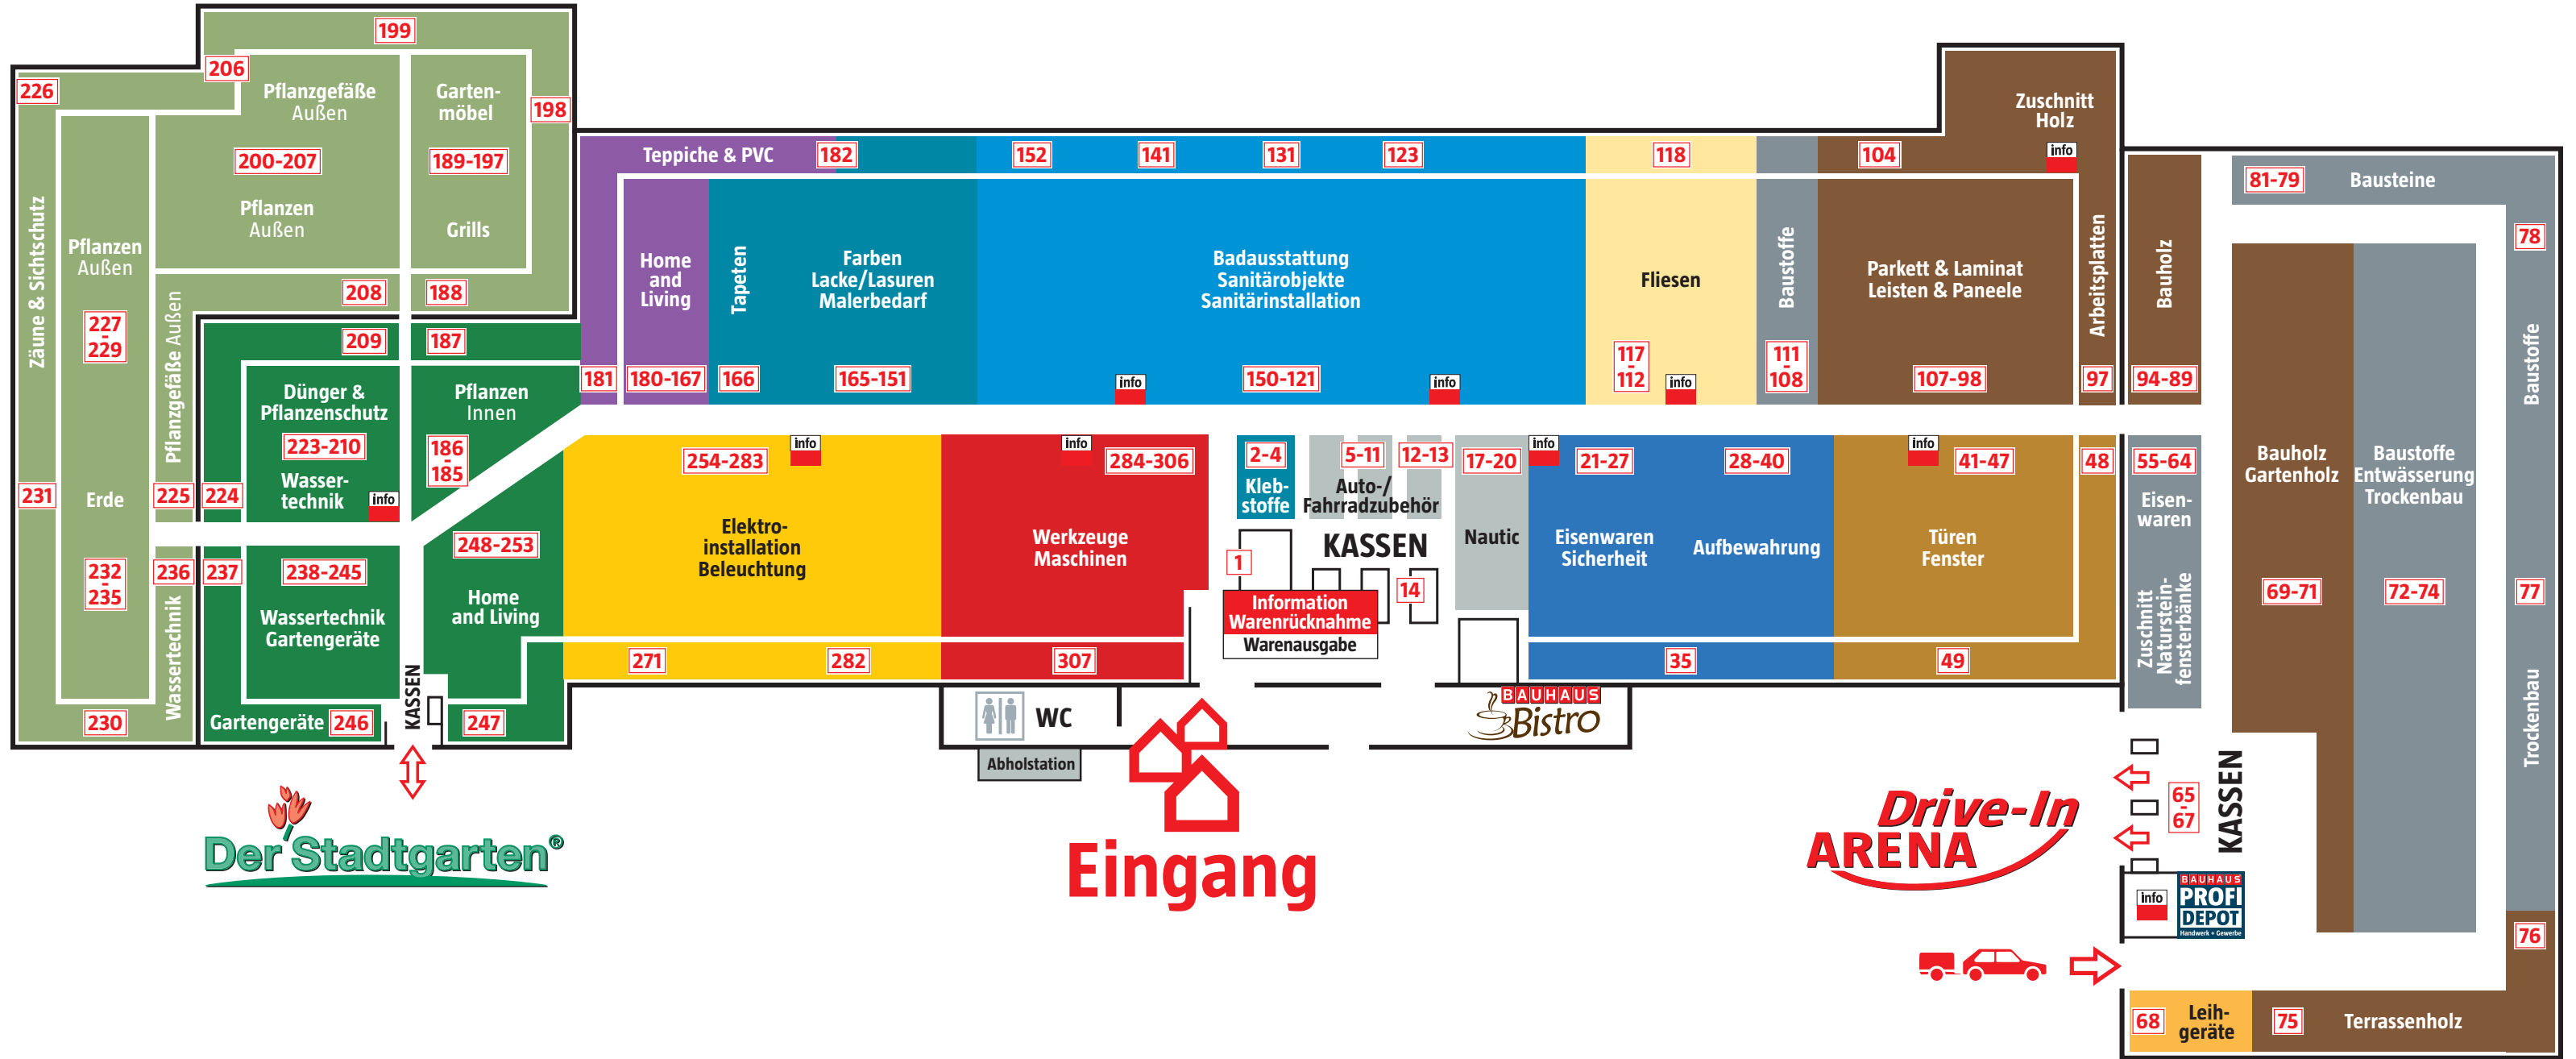 199
206
226
Pflanzgefäße
Außen
200-207
Pflanzen
Außen
Garten-
möbel
189-197
Grills
198
Zäune & Sichtschutz
Pflanzen
Außen
227
-
229
Erde
231
232
-
235
230
Pflanzgefäße Außen
225
236
Wassertechnik
208
188
209
187
Dünger &
Pflanzenschutz
223-210
Wasser-
technik
info
224
Pflanzen
Innen
186
-
185
237
238-245
Wassertechnik
Gartengeräte
Gartengeräte
246
KASSEN
247
248-253
Home
and Living
Der Stadtgarten®
Teppiche & PVC
182
181
Home
and
Living
180-167
Tapeten
166
Farben
Lacke/Lasuren
Malerbedarf
165-151
152
141
131
123
Badausstattung
Sanitärobjekte
Sanitärinstallation
info
150-121
info
118
Fliesen
117
-
112
info
Baustoffe
111
-
108
104
Parkett & Laminat
Leisten & Paneele
107-98
Zuschnitt
Holz
info
Arbeitsplatten
97
Bauholz
94-89
254-283
info
Elektro-
installation
Beleuchtung
271
282
info
284-306
Werkzeuge
Maschinen
307
2-4
Kleb-
stoffe
5-11
12-13
Auto-/
Fahrradzubehör
KASSEN
1
14
Information
Warenrücknahme
Warenausgabe
17-20
Nautic
info
21-27
Eisenwaren
Sicherheit
28-40
Aufbewahrung
35
info
41-47
Türen
Fenster
48
49
55-64
Eisen-
waren
Zuschnitt
Naturstein-
fensterbänke
WC
Abholstation
Eingang
BAUHAUS
Bistro
81-79
Bausteine
78
Baustoffe
77
Trockenbau
76
Bauholz
Gartenholz
69-71
Baustoffe
Entwässerung
Trockenbau
72-74
Drive-In
ARENA
65
-
67
KASSEN
info
BAUHAUS
PROFI
DEPOT
Handwerk + Gewerbe
68
Leih-
geräte
75
Terrassenholz